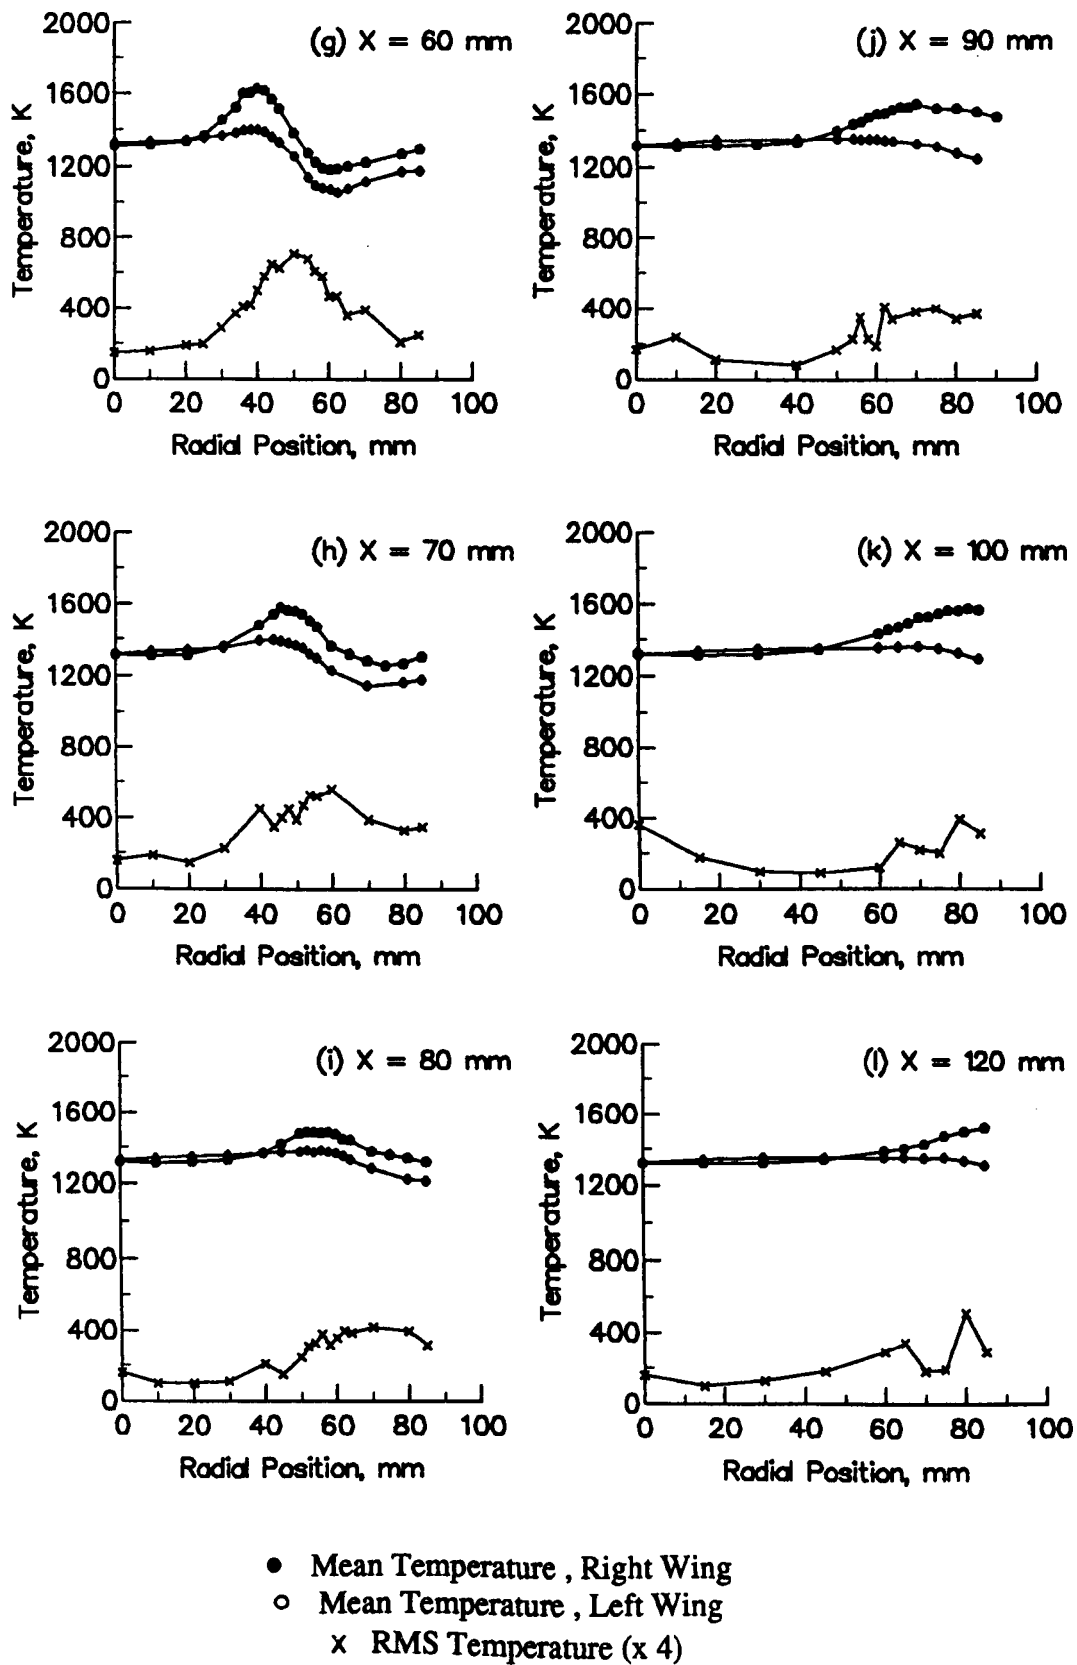 (g) X = 60 mm
2000
1600
1200
800
400
0
Temperature, K
0 20 40 60 80 100
Radial Position, mm
(j) X = 90 mm
2000
1600
1200
800
400
0
Temperature, K
0 20 40 60 80 100
Radial Position, mm
(h) X = 70 mm
2000
1600
1200
800
400
0
Temperature, K
0 20 40 60 80 100
Radial Position, mm
(k) X = 100 mm
2000
1600
1200
800
400
0
Temperature, K
0 20 40 60 80 100
Radial Position, mm
(i) X = 80 mm
2000
1600
1200
800
400
0
Temperature, K
0 20 40 60 80 100
Radial Position, mm
(l) X = 120 mm
2000
1600
1200
800
400
0
Temperature, K
0 20 40 60 80 100
Radial Position, mm
Mean Temperature , Right Wing
Mean Temperature , Left Wing
x RMS Temperature (x 4)